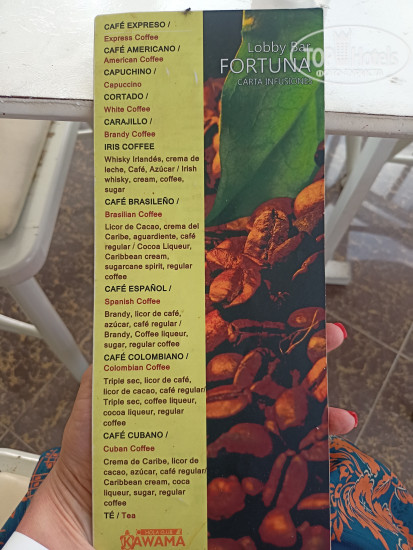 CAFÉ EXPRESO /
Express Coffee
CAFÉ AMERICANO /
American Coffee
CAPUCHINO /
Capuccino
CORTADO /
White Coffee
CARAJILLO /
Brandy Coffee
IRIS COFFEE
Whisky Irlandés, crema de
leche, Café, Azúcar / Irish
whisky, cream, coffee,
sugar
CAFÉ BRASILEÑO /
Brasilian Coffee
Licor de Cacao, crema del
Caribe, aguardiente, café
regular / Cocoa Liqueur,
Caribbean cream,
sugarcane spirit, regular
coffee
CAFÉ ESPAÑOL /
Spanish Coffee
Brandy, licor de café,
azúcar, café regular /
Brandy, Coffee liqueur,
sugar, regular coffee
CAFÉ COLOMBIANO /
Colombian Coffee
Triple sec, licor de café,
licor de cacao, café regular/
Triple sec, coffee liqueur,
cocoa liqueur, regular
coffee
CAFÉ CUBANO /
Cuban Coffee
Crema de Caribe, licor de
cacao, azúcar, café regular/
Caribbean cream, coca
liqueur, sugar, regular
coffee
TÉ / Tea
KAWAMA
Lobby Bar
FORTUNA
CARTA INFUSIONES
Top Hotels